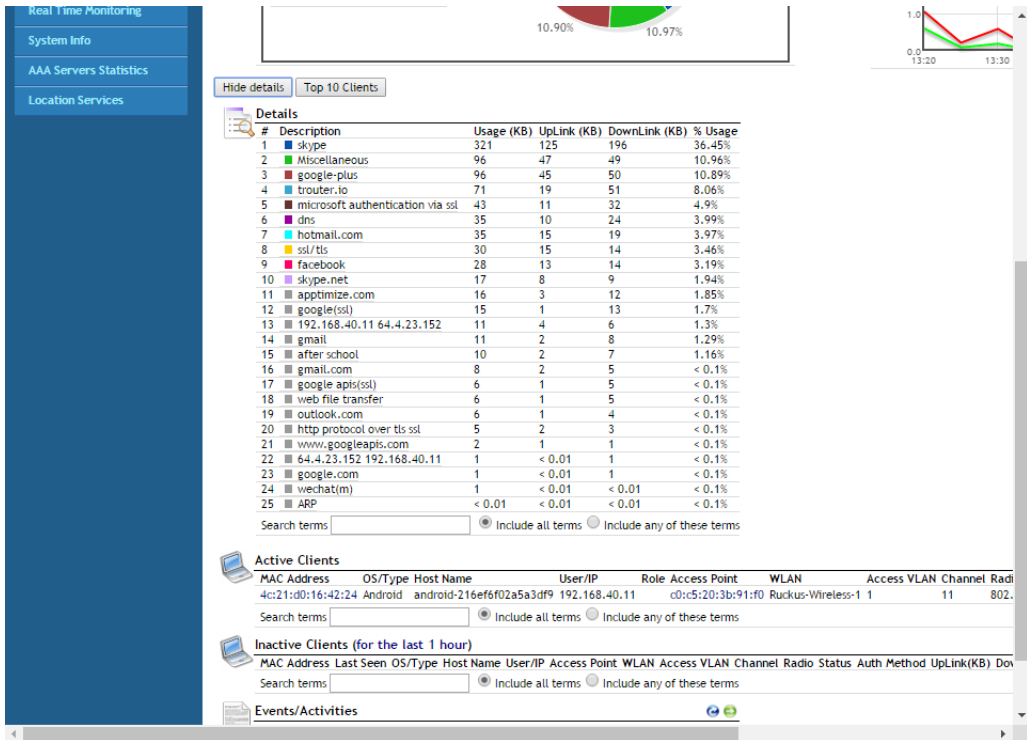 Real Time Monitoring
System Info
AAA Servers Statistics
Location Services
10.90%
10.97%
1.0
0.0
13:20 13:30
Hide details Top 10 Clients
Details
# Description Usage (KB) UpLink (KB) DownLink (KB) % Usage
1 skype 321 125 196 36.45%
2 Miscellaneous 96 47 49 10.96%
3 google-plus 96 45 50 10.89%
4 trouter.io 71 19 51 8.06%
5 microsoft authentication via ssl 43 11 32 4.9%
6 dns 35 10 24 3.99%
7 hotmail.com 35 15 19 3.97%
8 ssl/tls 30 15 14 3.46%
9 facebook 28 13 14 3.19%
10 skype.net 17 8 9 1.94%
11 apptimize.com 16 3 12 1.85%
12 google(ssl) 15 1 13 1.7%
13 192.168.40.11 64.4.23.152 11 4 6 1.3%
14 gmail 11 2 8 1.29%
15 after school 10 2 7 1.16%
16 gmail.com 8 2 5 < 0.1%
17 google apis(ssl) 6 1 5 < 0.1%
18 web file transfer 6 1 5 < 0.1%
19 outlook.com 6 1 4 < 0.1%
20 http protocol over tls ssl 5 2 3 < 0.1%
21 www.googleapis.com 2 1 1 < 0.1%
22 64.4.23.152 192.168.40.11 1 < 0.01 1 < 0.1%
23 google.com 1 < 0.01 1 < 0.1%
24 wechat(m) 1 < 0.01 < 0.01 < 0.1%
25 ARP < 0.01 < 0.01 < 0.01 < 0.1%
Search terms Include all terms Include any of these terms
Active Clients
MAC Address OS/Type Host Name User/IP Role Access Point WLAN Access VLAN Channel Radi
4c:21:d0:16:42:24 Android android-216ef6f02a5a3df9 192.168.40.11 c0:c5:20:3b:91:f0 Ruckus-Wireless-1 1 11 802.
Search terms Include all terms Include any of these terms
Inactive Clients (for the last 1 hour)
MAC Address Last Seen OS/Type Host Name User/IP Access Point WLAN Access VLAN Channel Radio Status Auth Method UpLink(KB) Dov
Search terms Include all terms Include any of these terms
Events/Activities